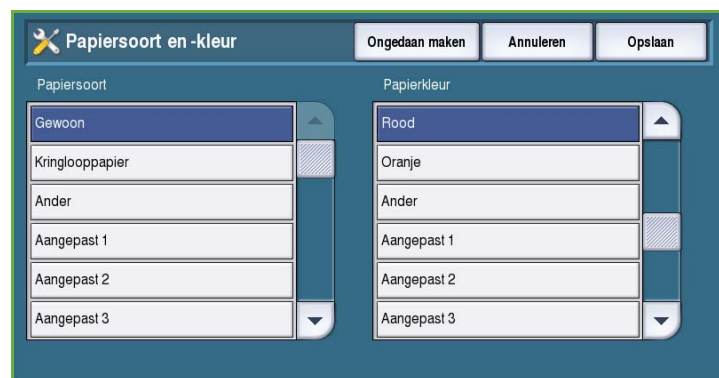 Papiersoort en -kleur
Ongedaan maken
Annuleren
Opslaan
Papiersoort
Gewoon
Kringlooppapier
Ander
Aangepast 1
Aangepast 2
Aangepast 3
Papierkleur
Rood
Oranje
Ander
Aangepast 1
Aangepast 2
Aangepast 3